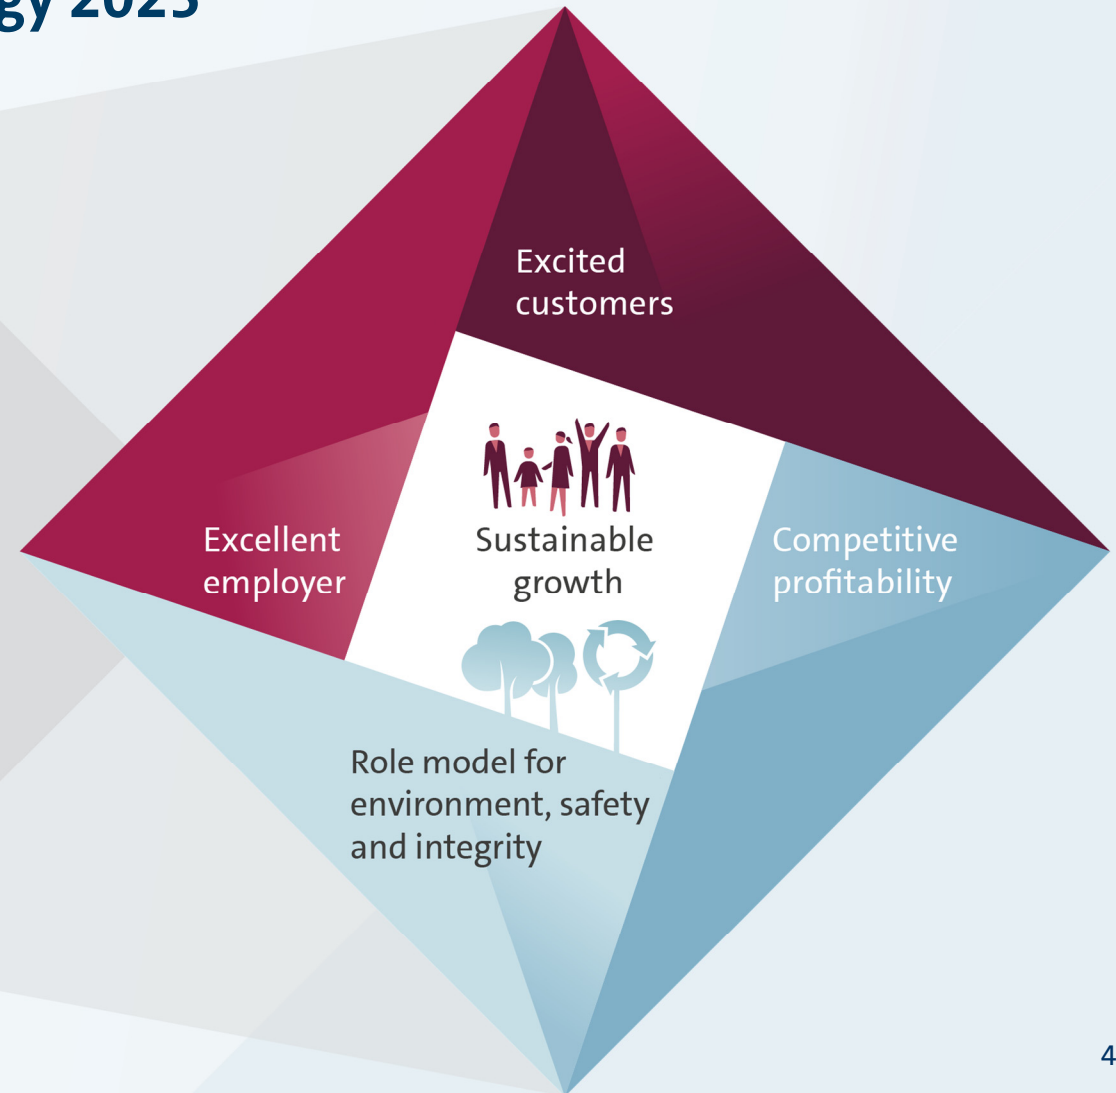 gy 2025
Excited
customers
Excellent
employer
Sustainable
growth
Competitive
profitability
Role model for
environment, safety
and integrity
4